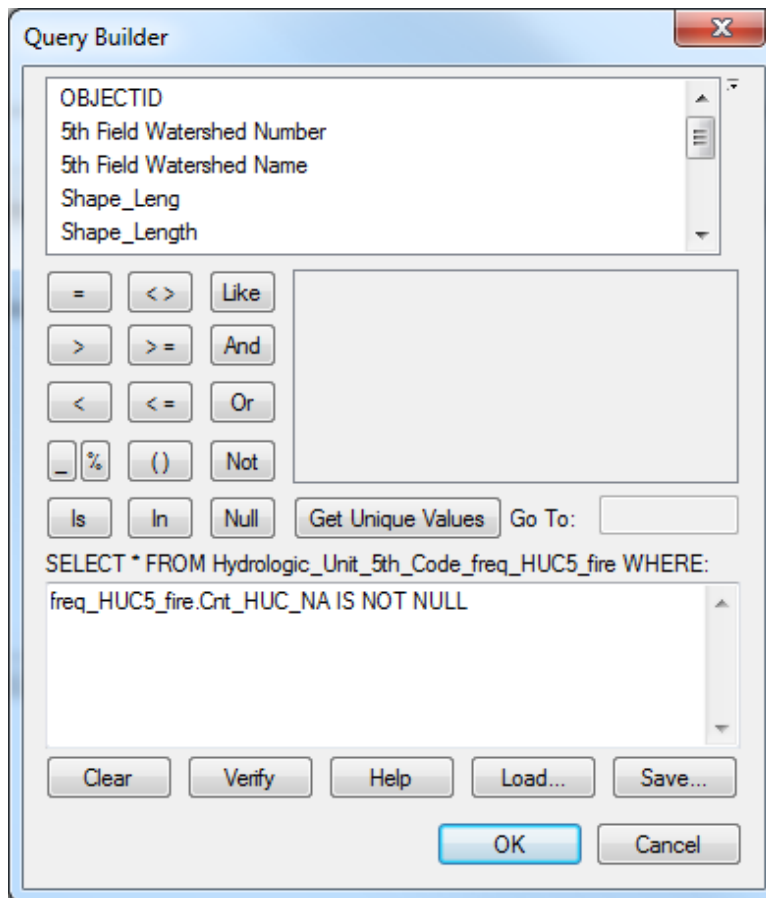 Query Builder
X
OBJECTID
5th Field Watershed Number
5th Field Watershed Name
Shape_Leng
Shape_Length
= < > Like
> > = And
< < = Or
_ % ( ) Not
Is In Null Get Unique Values Go To:
SELECT * FROM Hydrologic_Unit_5th_Code_freq_HUC5_fire WHERE:
freq_HUC5_fire.Cnt_HUC_NA IS NOT NULL
Clear Verify Help Load... Save...
OK Cancel